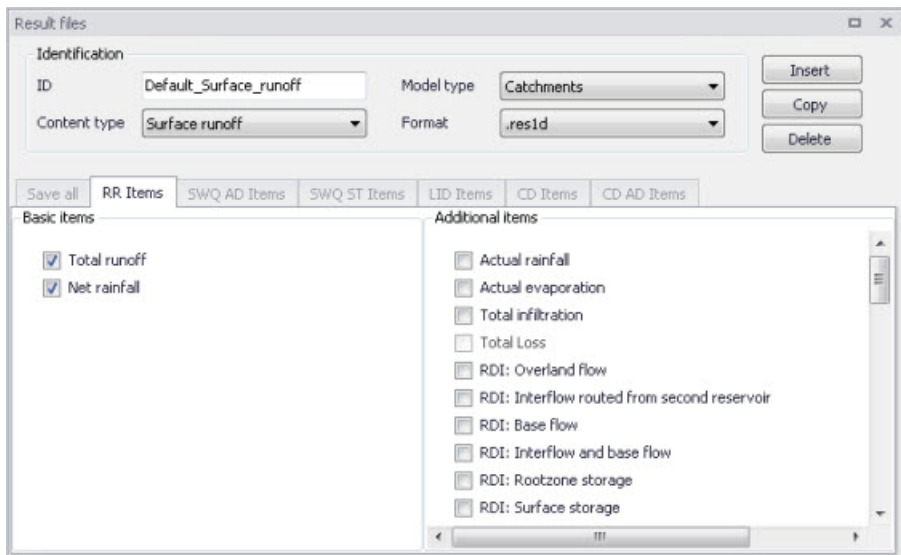 Result files
Identification
ID Default_Surface_runoff Model type Catchments
Content type Surface runoff Format .res1d
Insert
Copy
Delete
Save all RR Items SWQ AD Items SWQ ST Items LID Items CD Items CD AD Items
Basic items
Total runoff
Net rainfall
Additional items
Actual rainfall
Actual evaporation
Total infiltration
Total Loss
RDI: Overland flow
RDI: Interflow routed from second reservoir
RDI: Base flow
RDI: Interflow and base flow
RDI: Rootzone storage
RDI: Surface storage